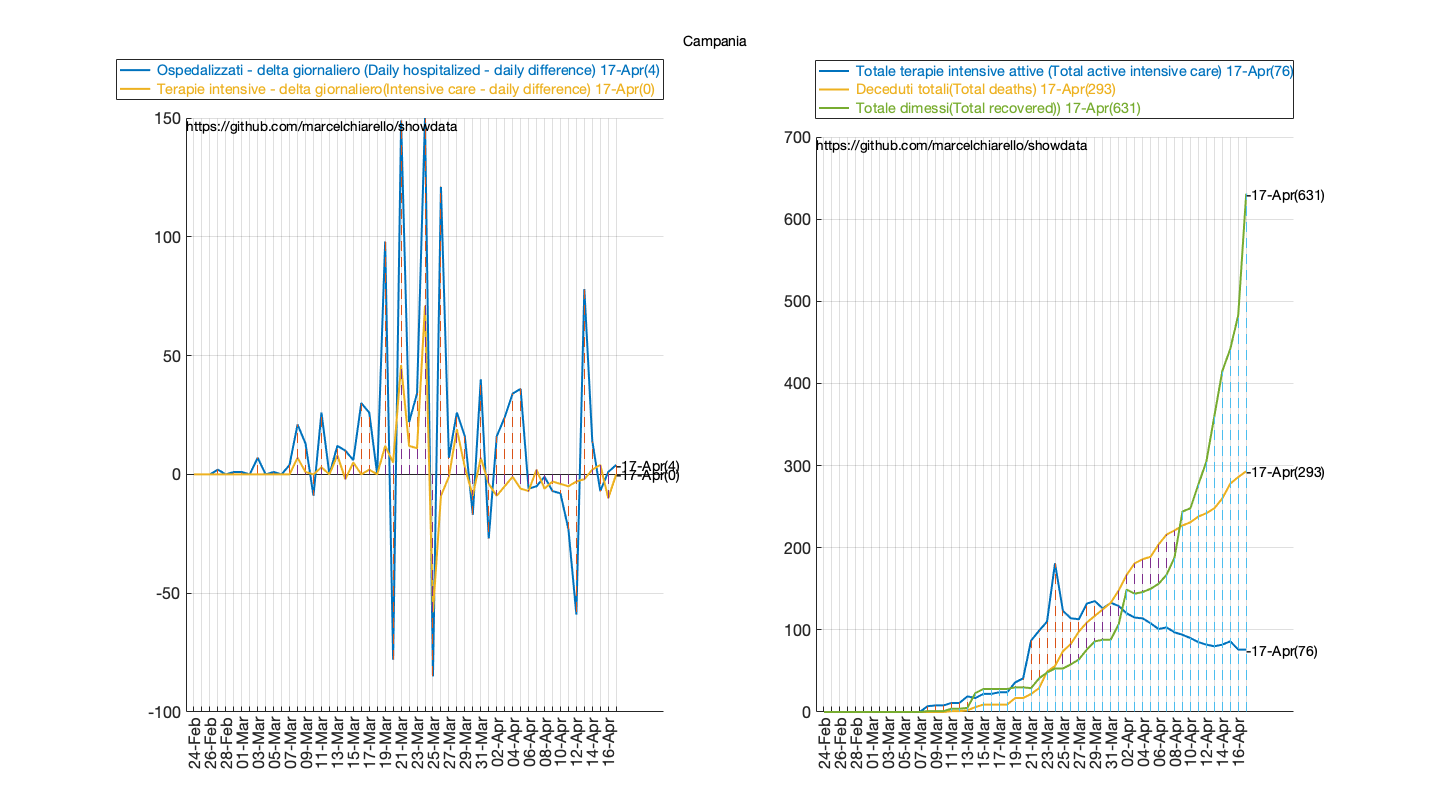 Campania
Ospedalizzati - delta giornaliero (Daily hospitalized - daily difference) 17-Apr(4)
Terapie intensive - delta giornaliero(Intensive care - daily difference) 17-Apr(0)
https://github.com/marcelchiarello/showdata
150
100
50
0
-50
-100
17-Apr(4)
17-Apr(0)
24-Feb
26-Feb
28-Feb
01-Mar
03-Mar
05-Mar
07-Mar
09-Mar
11-Mar
13-Mar
15-Mar
17-Mar
19-Mar
21-Mar
23-Mar
25-Mar
27-Mar
29-Mar
31-Mar
02-Apr
04-Apr
06-Apr
08-Apr
10-Apr
12-Apr
14-Apr
16-Apr
Totale terapie intensive attive (Total active intensive care) 17-Apr(76)
Deceduti totali(Total deaths) 17-Apr(293)
Totale dimessi(Total recovered)) 17-Apr(631)
https://github.com/marcelchiarello/showdata
700
600
500
400
300
200
100
0
17-Apr(631)
17-Apr(293)
17-Apr(76)
24-Feb
26-Feb
28-Feb
01-Mar
03-Mar
05-Mar
07-Mar
09-Mar
11-Mar
13-Mar
15-Mar
17-Mar
19-Mar
21-Mar
23-Mar
25-Mar
27-Mar
29-Mar
31-Mar
02-Apr
04-Apr
06-Apr
08-Apr
10-Apr
12-Apr
14-Apr
16-Apr